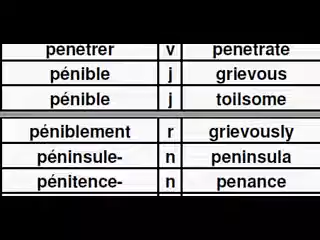 penetrer v penetrate
pénible j grievous
pénible j toilsome
péniblement r grievously
péninsule- n peninsula
pénitence- n penance